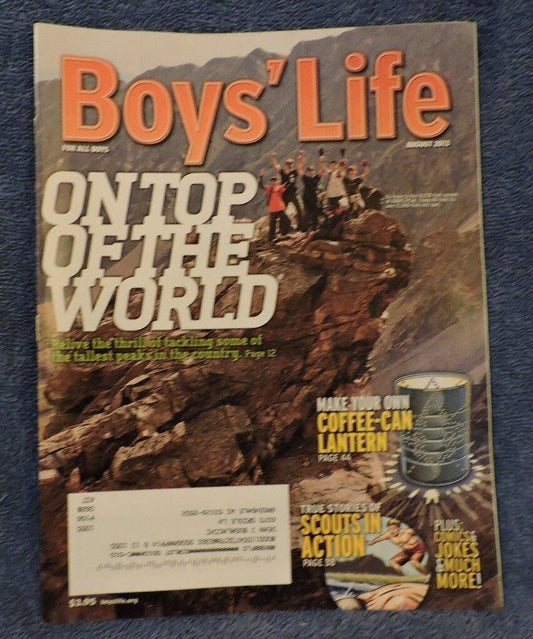 Boys' Life
FOR ALL BOYS
AUGUST
ON TOP
OF THE
WORLD
Relive the thrill of tackling some of
the tallest peaks in the country. Page 12
MAKE YOUR OWN
COFFEE-CAN
LANTERN
PAGE 44
TRUE STORIES OF
SCOUTS IN
ACTION
PLUS:
COMICS &
JOKES
& MUCH
MORE!
$3.95 boyslife.org